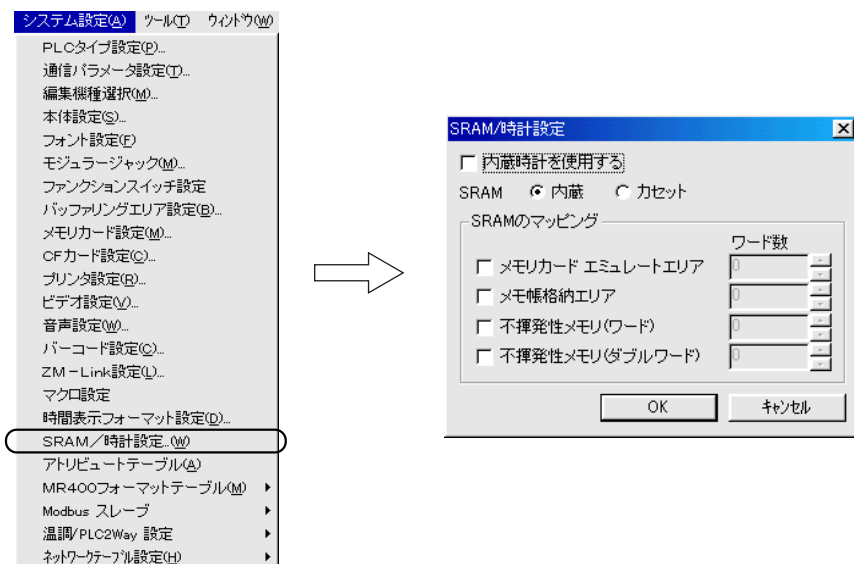 システム設定(A) ツール(T) ウィンドウ(W)
PLCタイプ設定(P)...
通信パラメータ設定(T)...
編集機種選択(M)...
本体設定(S)...
フォント設定(F)
モジュラージャック(M)...
ファンクションスイッチ設定
バッファリングエリア設定(B)...
メモリカード設定(M)...
CFカード設定(C)...
プリンタ設定(R)...
ビデオ設定(V)...
音声設定(W)...
バーコード設定(C)...
ZM-Link設定(L)...
マクロ設定
時間表示フォーマット設定(D)...
SRAM/時計設定...(W)
アトリビュートテーブル(A)
MR400フォーマットテーブル(M)
Modbus スレーブ
温調/PLC2Way 設定
ネットワークテーブル設定(H)
SRAM/時計設定
内蔵時計を使用する
SRAM 内蔵 カセット
SRAMのマッピング
ワード数
メモリカード エミュレートエリア 0
メモ帳格納エリア 0
不揮発性メモリ(ワード) 0
不揮発性メモリ(ダブルワード) 0
OK キャンセル